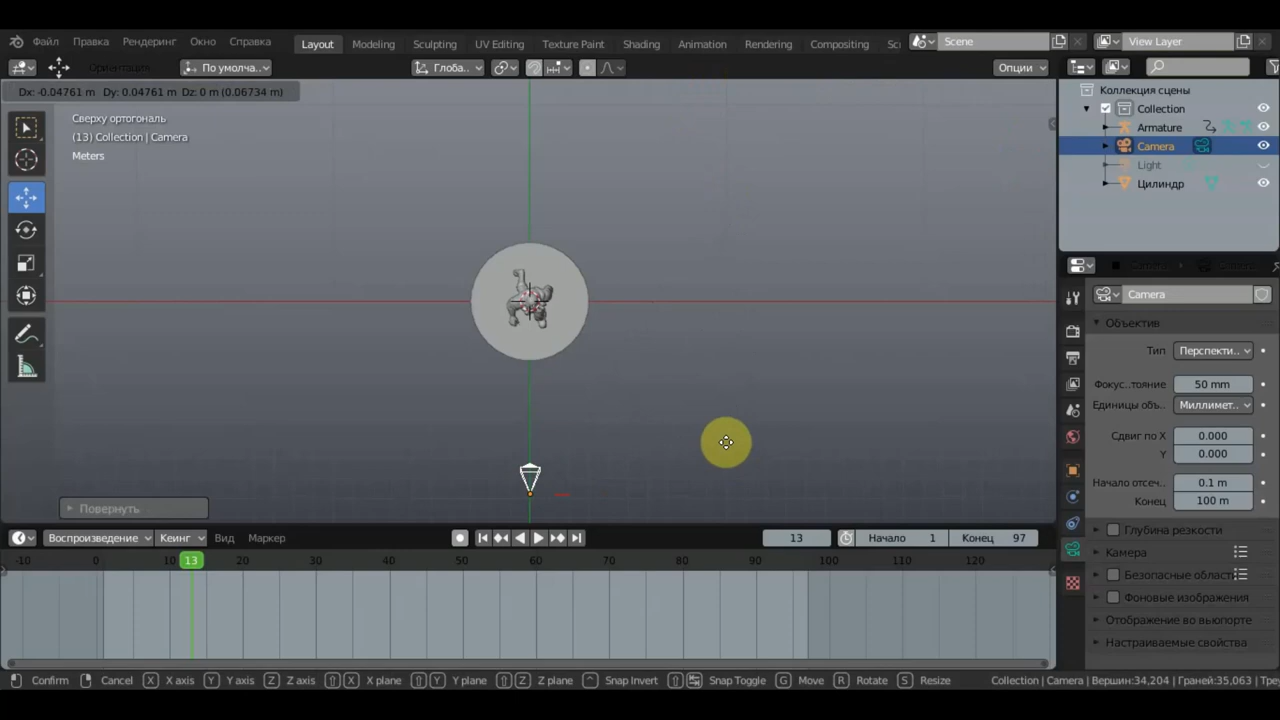 Файл Правка Рендеринг Окно Справка Layout Modeling Sculpting UV Editing Texture Paint Shading Animation Rendering Compositing Sc Scene View Layer
Ориентация По умолча.. Глоба.. Опции
Dx: -0.04761 m Dy: 0.04761 m Dz: 0 m (0.06734 m)
Сверху ортогональ
(13) Collection | Camera
Meters
Коллекция сцены
Collection
Armature
Camera
Light
Цилиндр
Camera
Объектив
Тип Перспекти..
Фокус..тояние 50 mm
Единицы объ.. Миллимет..
Сдвиг по X 0.000
Y 0.000
Начало отсеч.. 0.1 m
Конец 100 m
Глубина резкости
Камера
Безопасные област
Фоновые изображения
Отображение во вьюпорте
Настраиваемые свойства
Повернуть
Воспроизведение Кеинг Вид Маркер 13 Начало 1 Конец 97
-10 0 10 13 20 30 40 50 60 70 80 90 100 110 120
Confirm Cancel X X axis Y Y axis Z Z axis X X plane Y Y plane Z Z plane Snap Invert Snap Toggle G Move R Rotate S Resize Collection | Camera | Вершин:34,204 | Граней:35,063 | Тре